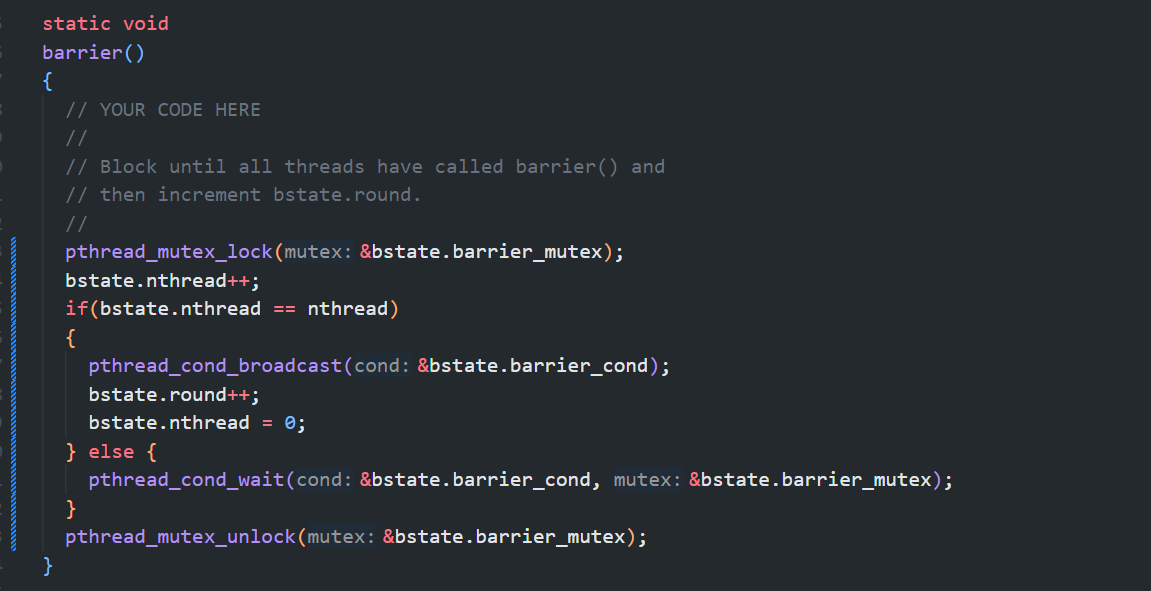 static void
barrier()
{
  // YOUR CODE HERE
  //
  // Block until all threads have called barrier() and
  // then increment bstate.round.
  //
  pthread_mutex_lock(mutex: &bstate.barrier_mutex);
  bstate.nthread++;
  if(bstate.nthread == nthread)
  {
    pthread_cond_broadcast(cond: &bstate.barrier_cond);
    bstate.round++;
    bstate.nthread = 0;
  } else {
    pthread_cond_wait(cond: &bstate.barrier_cond, mutex: &bstate.barrier_mutex);
  }
  pthread_mutex_unlock(mutex: &bstate.barrier_mutex);
}